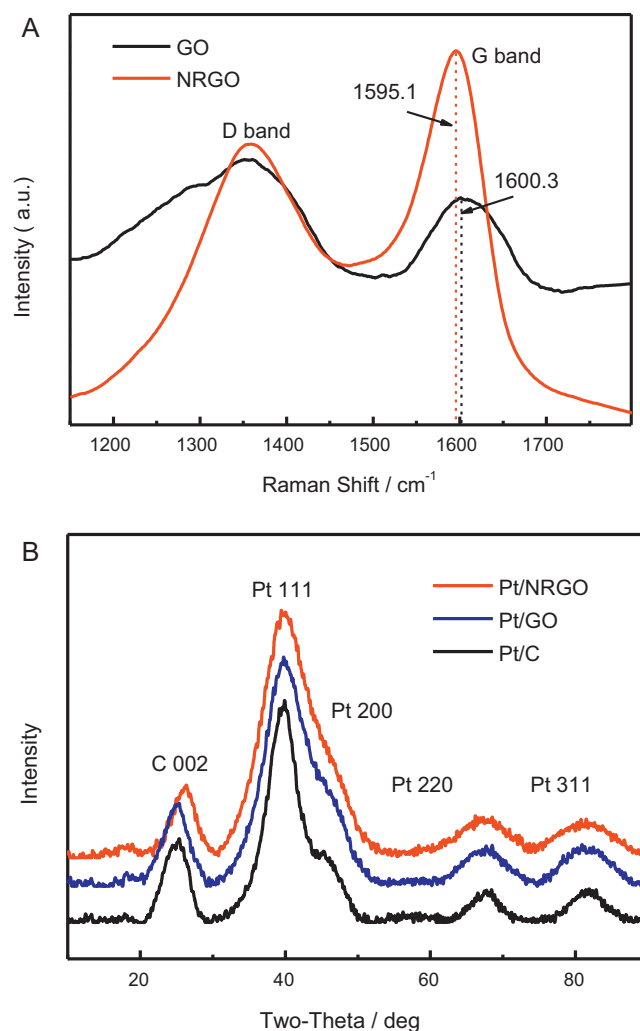 A
GO
NRGO
G band
1595.1
D band
1600.3
Intensity ( a.u.)
1200 1300 1400 1500 1600 1700
Raman Shift / cm⁻¹
B
Pt 111
Pt/NRGO
Pt/GO
Pt/C
Pt 200
C 002
Pt 220
Pt 311
Intensity
20 40 60 80
Two-Theta / deg